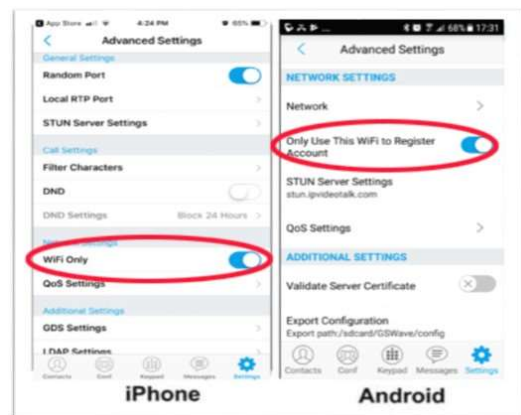 App Store 4:24 PM 65%
Advanced Settings
General Settings
Random Port
Local RTP Port
STUN Server Settings
Call Settings
Filter Characters
DND
DND Settings Block 24 Hours
WiFi Only
QoS Settings
Additional Settings
GDS Settings
LDAP Settings
Contacts Conf Keypad Messages Settings
iPhone
68% 17:31
Advanced Settings
NETWORK SETTINGS
Network
Only Use This WiFi to Register
Account
STUN Server Settings
stun.ipvideotalk.com
QoS Settings
ADDITIONAL SETTINGS
Validate Server Certificate
Export Configuration
Export path:/sdcard/GSWave/config
Contacts Conf Keypad Messages Settings
Android